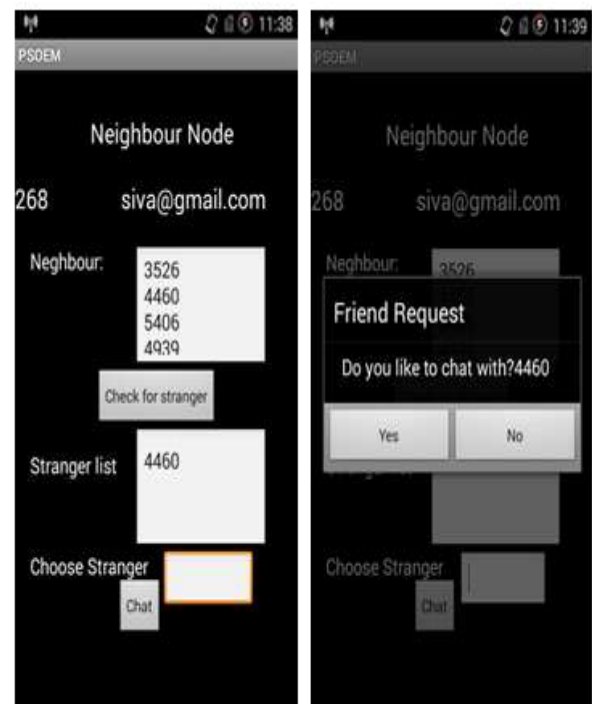 11:38
PSOEM
Neighbour Node
268 siva@gmail.com
Neghbour:
3526
4460
5406
4939
Check for stranger
Stranger list
4460
Choose Stranger
Chat
11:39
PSOEM
Neighbour Node
268 siva@gmail.com
Neghbour:
3526
Friend Request
Do you like to chat with?4460
Yes No
Choose Stranger
Chat